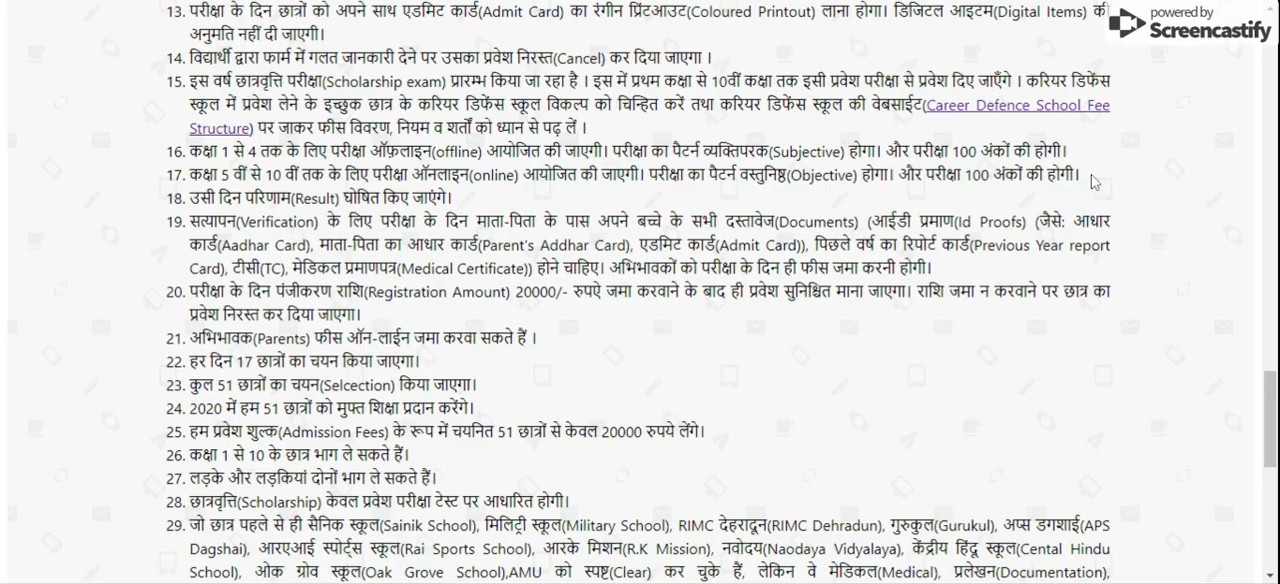 powered by
Screencastify
13. परीक्षा के दिन छात्रों को अपने साथ एडमिट कार्ड(Admit Card) का रंगीन प्रिंटआउट(Coloured Printout) लाना होगा। डिजिटल आइटम(Digital Items) की
अनुमति नहीं दी जाएगी।
14. विद्यार्थी द्वारा फार्म में गलत जानकारी देने पर उसका प्रवेश निरस्त(Cancel) कर दिया जाएगा ।
15. इस वर्ष छात्रवृत्ति परीक्षा(Scholarship exam) प्रारम्भ किया जा रहा है । इस में प्रथम कक्षा से 10वीं कक्षा तक इसी प्रवेश परीक्षा से प्रवेश दिए जाएँगे । करियर डिफेंस
स्कूल में प्रवेश लेने के इच्छुक छात्र के करियर डिफेंस स्कूल विकल्प को चिन्हित करें तथा करियर डिफेंस स्कूल की वेबसाईट(Career Defence School Fee
Structure) पर जाकर फीस विवरण, नियम व शर्तों को ध्यान से पढ़ लें ।
16. कक्षा 1 से 4 तक के लिए परीक्षा ऑफ़लाइन(offline) आयोजित की जाएगी। परीक्षा का पैटर्न व्यक्तिपरक(Subjective) होगा। और परीक्षा 100 अंकों की होगी।
17. कक्षा 5 वीं से 10 वीं तक के लिए परीक्षा ऑनलाइन(online) आयोजित की जाएगी। परीक्षा का पैटर्न वस्तुनिष्ठ(Objective) होगा। और परीक्षा 100 अंकों की होगी।
18. उसी दिन परिणाम(Result) घोषित किए जाएंगे।
19. सत्यापन(Verification) के लिए परीक्षा के दिन माता-पिता के पास अपने बच्चे के सभी दस्तावेज(Documents) (आईडी प्रमाण(Id Proofs) (जैसे: आधार
कार्ड(Aadhar Card), माता-पिता का आधार कार्ड(Parent's Addhar Card), एडमिट कार्ड(Admit Card)), पिछले वर्ष का रिपोर्ट कार्ड(Previous Year report
Card), टीसी(TC), मेडिकल प्रमाणपत्र(Medical Certificate)) होने चाहिए। अभिभावकों को परीक्षा के दिन ही फीस जमा करनी होगी।
20. परीक्षा के दिन पंजीकरण राशि(Registration Amount) 20000/- रुपऐ जमा करवाने के बाद ही प्रवेश सुनिश्चित माना जाएगा। राशि जमा न करवाने पर छात्र का
प्रवेश निरस्त कर दिया जाएगा।
21. अभिभावक(Parents) फीस ऑन-लाईन जमा करवा सकते हैं ।
22. हर दिन 17 छात्रों का चयन किया जाएगा।
23. कुल 51 छात्रों का चयन(Selcection) किया जाएगा।
24. 2020 में हम 51 छात्रों को मुफ्त शिक्षा प्रदान करेंगे।
25. हम प्रवेश शुल्क(Admission Fees) के रूप में चयनित 51 छात्रों से केवल 20000 रुपये लेंगे।
26. कक्षा 1 से 10 के छात्र भाग ले सकते हैं।
27. लड़के और लड़कियां दोनों भाग ले सकते हैं।
28. छात्रवृत्ति(Scholarship) केवल प्रवेश परीक्षा टेस्ट पर आधारित होगी।
29. जो छात्र पहले से ही सैनिक स्कूल(Sainik School), मिलिट्री स्कूल(Military School), RIMC देहरादून(RIMC Dehradun), गुरुकुल(Gurukul), अप्स डगशाई(APS
Dagshai), आरएआई स्पोर्ट्स स्कूल(Rai Sports School), आरके मिशन(R.K Mission), नवोदय(Naodaya Vidyalaya), केंद्रीय हिंदू स्कूल(Cental Hindu
School), ओक ग्रोव स्कूल(Oak Grove School),AMU को स्पष्ट(Clear) कर चुके हैं, लेकिन वे मेडिकल(Medical), प्रलेखन(Documentation),